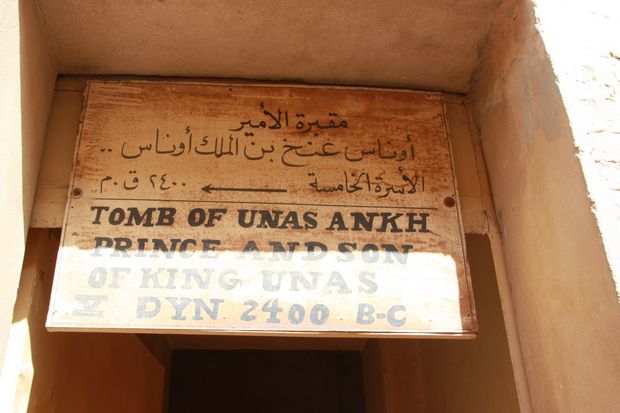 مقبرة الأمير
أوناس عنخ بن الملك أوناس ..
الأسرة الخامسة ← ٢٤٠٠ ق.م
TOMB OF UNAS ANKH
PRINCE AND SON
OF KING UNAS
V DYN 2400 B-C